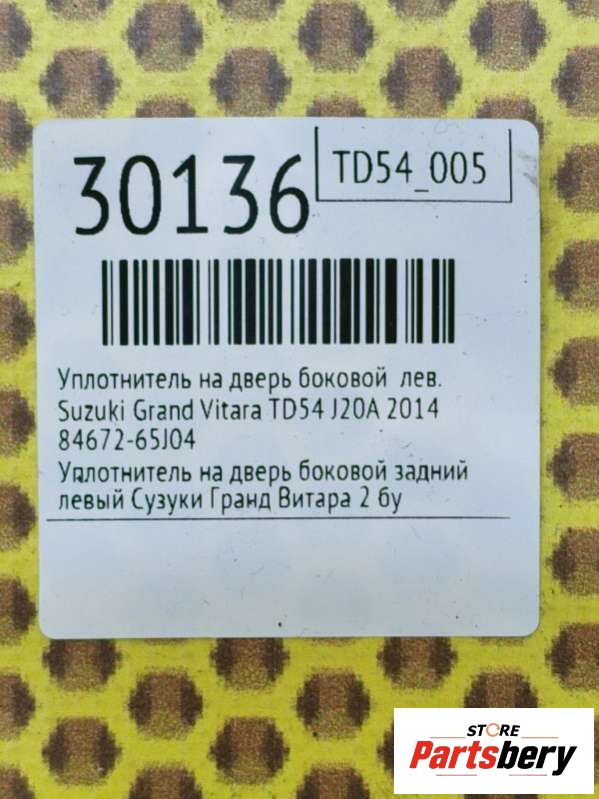 30136
TD54_005
Уплотнитель на дверь боковой лев.
Suzuki Grand Vitara TD54 J20A 2014
84672-65J04
Уплотнитель на дверь боковой задний
левый Сузуки Гранд Витара 2 бу
STORE
Partsbery